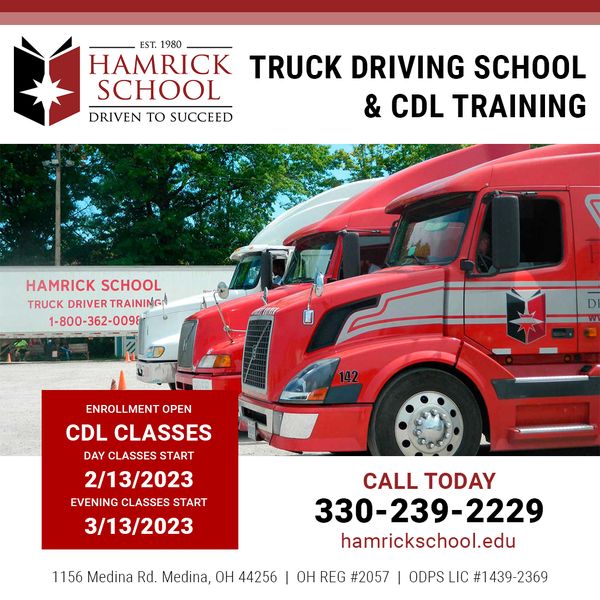 EST. 1980
HAMRICK
SCHOOL
DRIVEN TO SUCCEED
TRUCK DRIVING SCHOOL
& CDL TRAINING
HAMRICK SCHOOL
TRUCK DRIVER TRAINING
1-800-362-0098
142
ENROLLMENT OPEN
CDL CLASSES
DAY CLASSES START
2/13/2023
EVENING CLASSES START
3/13/2023
CALL TODAY
330-239-2229
hamrickschool.edu
1156 Medina Rd. Medina, OH 44256 | OH REG #2057 | ODPS LIC #1439-2369